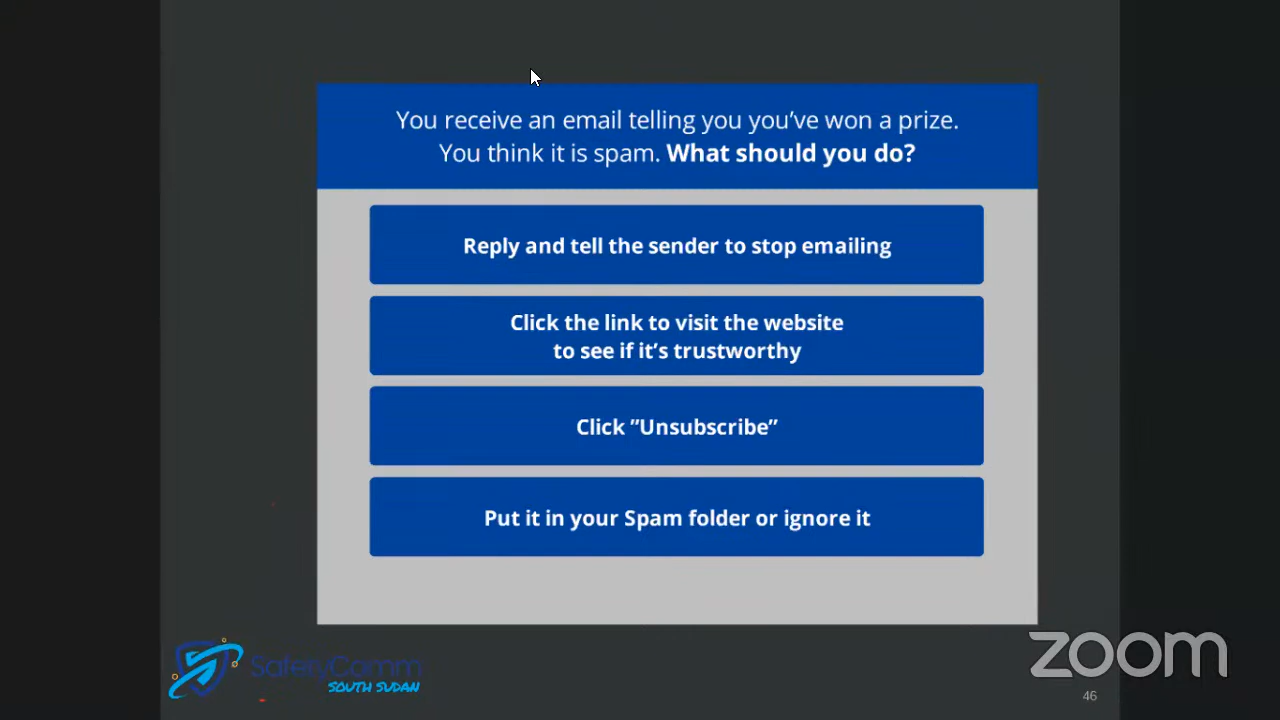 You receive an email telling you you’ve won a prize.
You think it is spam. What should you do?
Reply and tell the sender to stop emailing
Click the link to visit the website
to see if it’s trustworthy
Click ”Unsubscribe”
Put it in your Spam folder or ignore it
SafetyComm
SOUTH SUDAN
zoom
46